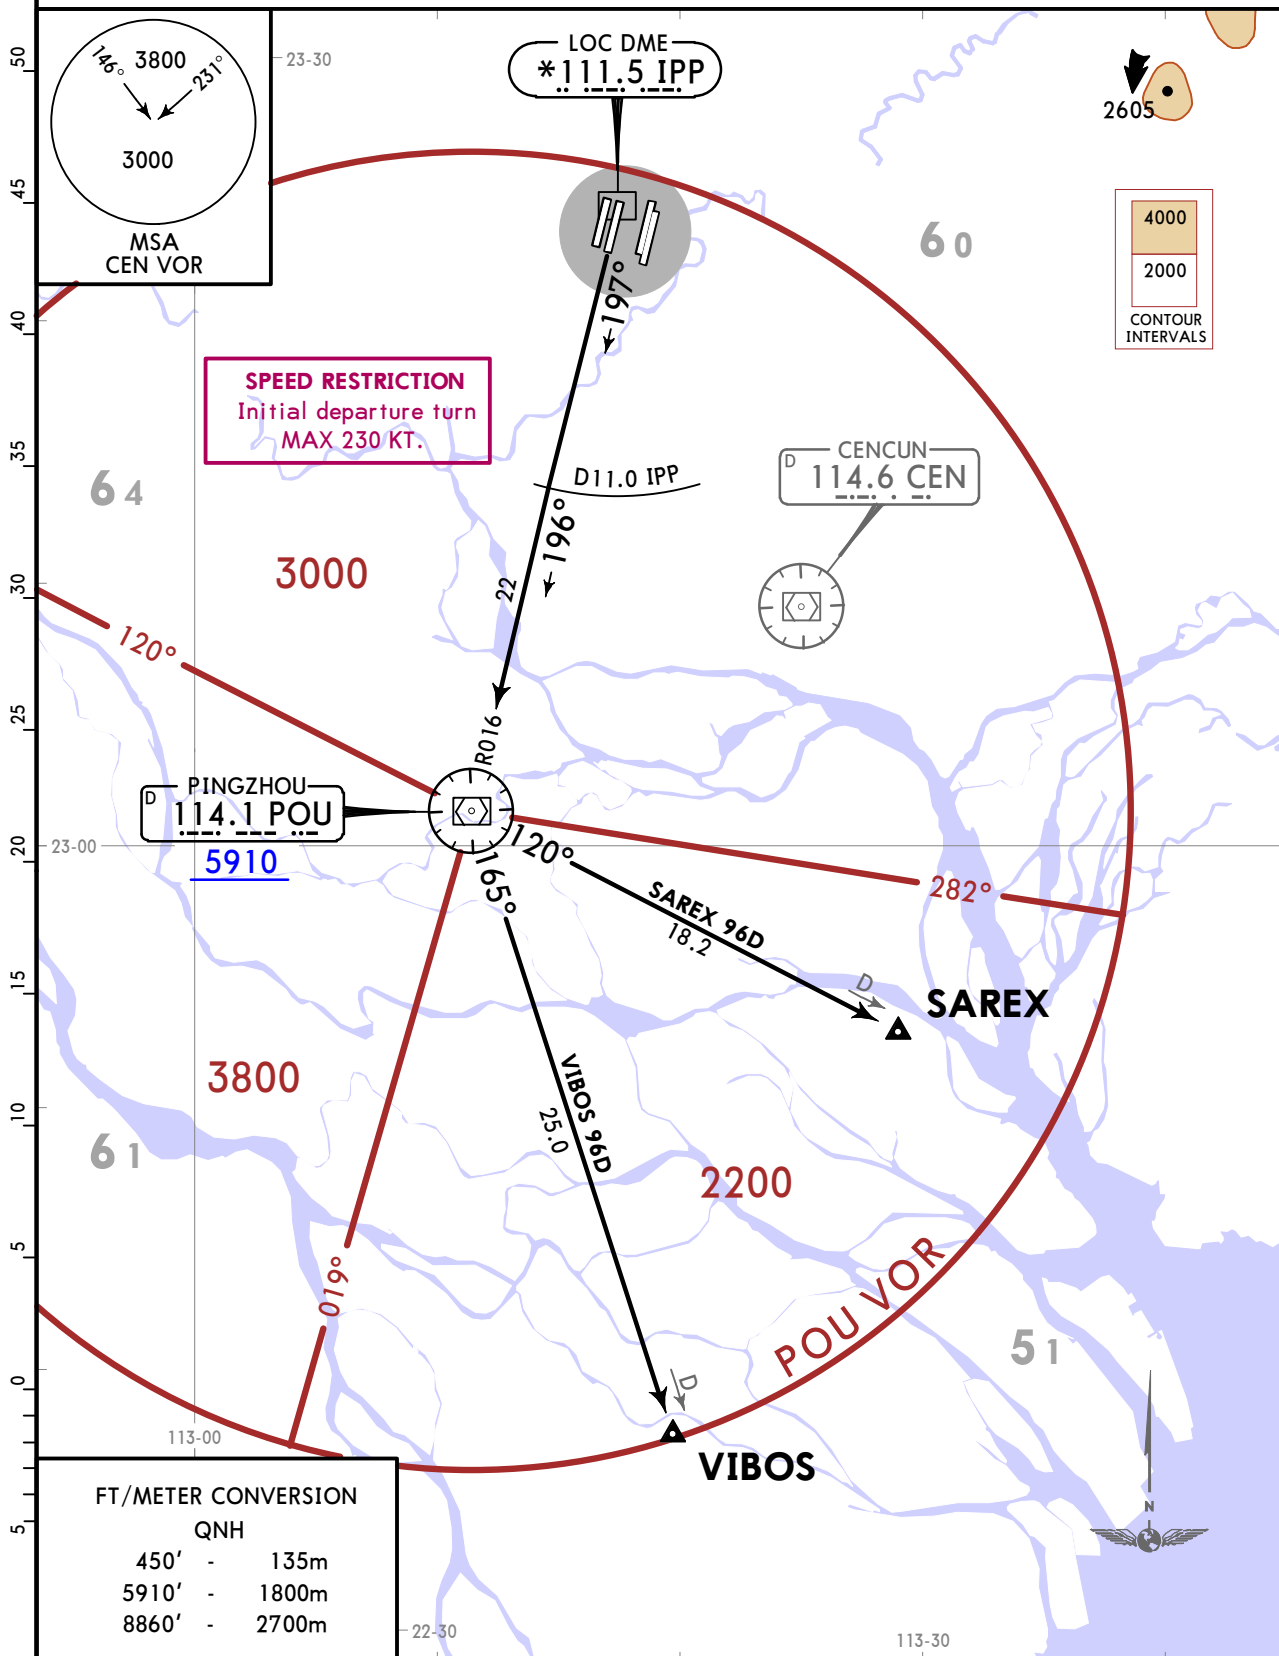 50
45
40
35
30
25
20
15
10
5
0
5
146°
3800
231°
3000
MSA
CEN VOR
23-30
LOC DME
*111.5 IPP
2605
4000
2000
CONTOUR
INTERVALS
60
197°
SPEED RESTRICTION
Initial departure turn
MAX 230 KT.
D11.0 IPP
CENCUN
D 114.6 CEN
64
196°
3000
22
120°
R016
PINGZHOU
D 114.1 POU
5910
23-00
120°
165°
282°
SAREX 96D
18.2
D
SAREX
3800
VIBOS 96D
25.0
61
2200
019°
POU VOR
51
D
VIBOS
113-00
N
FT/METER CONVERSION
QNH
450' - 135m
5910' - 1800m
8860' - 2700m
22-30
113-30